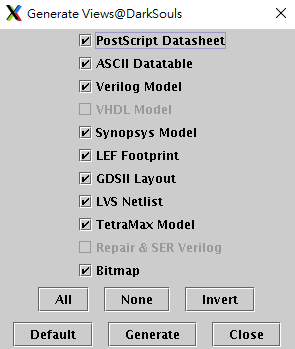 Generate Views@DarkSouls
PostScript Datasheet
ASCII Datatable
Verilog Model
VHDL Model
Synopsys Model
LEF Footprint
GDSII Layout
LVS Netlist
TetraMax Model
Repair & SER Verilog
Bitmap
All None Invert
Default Generate Close